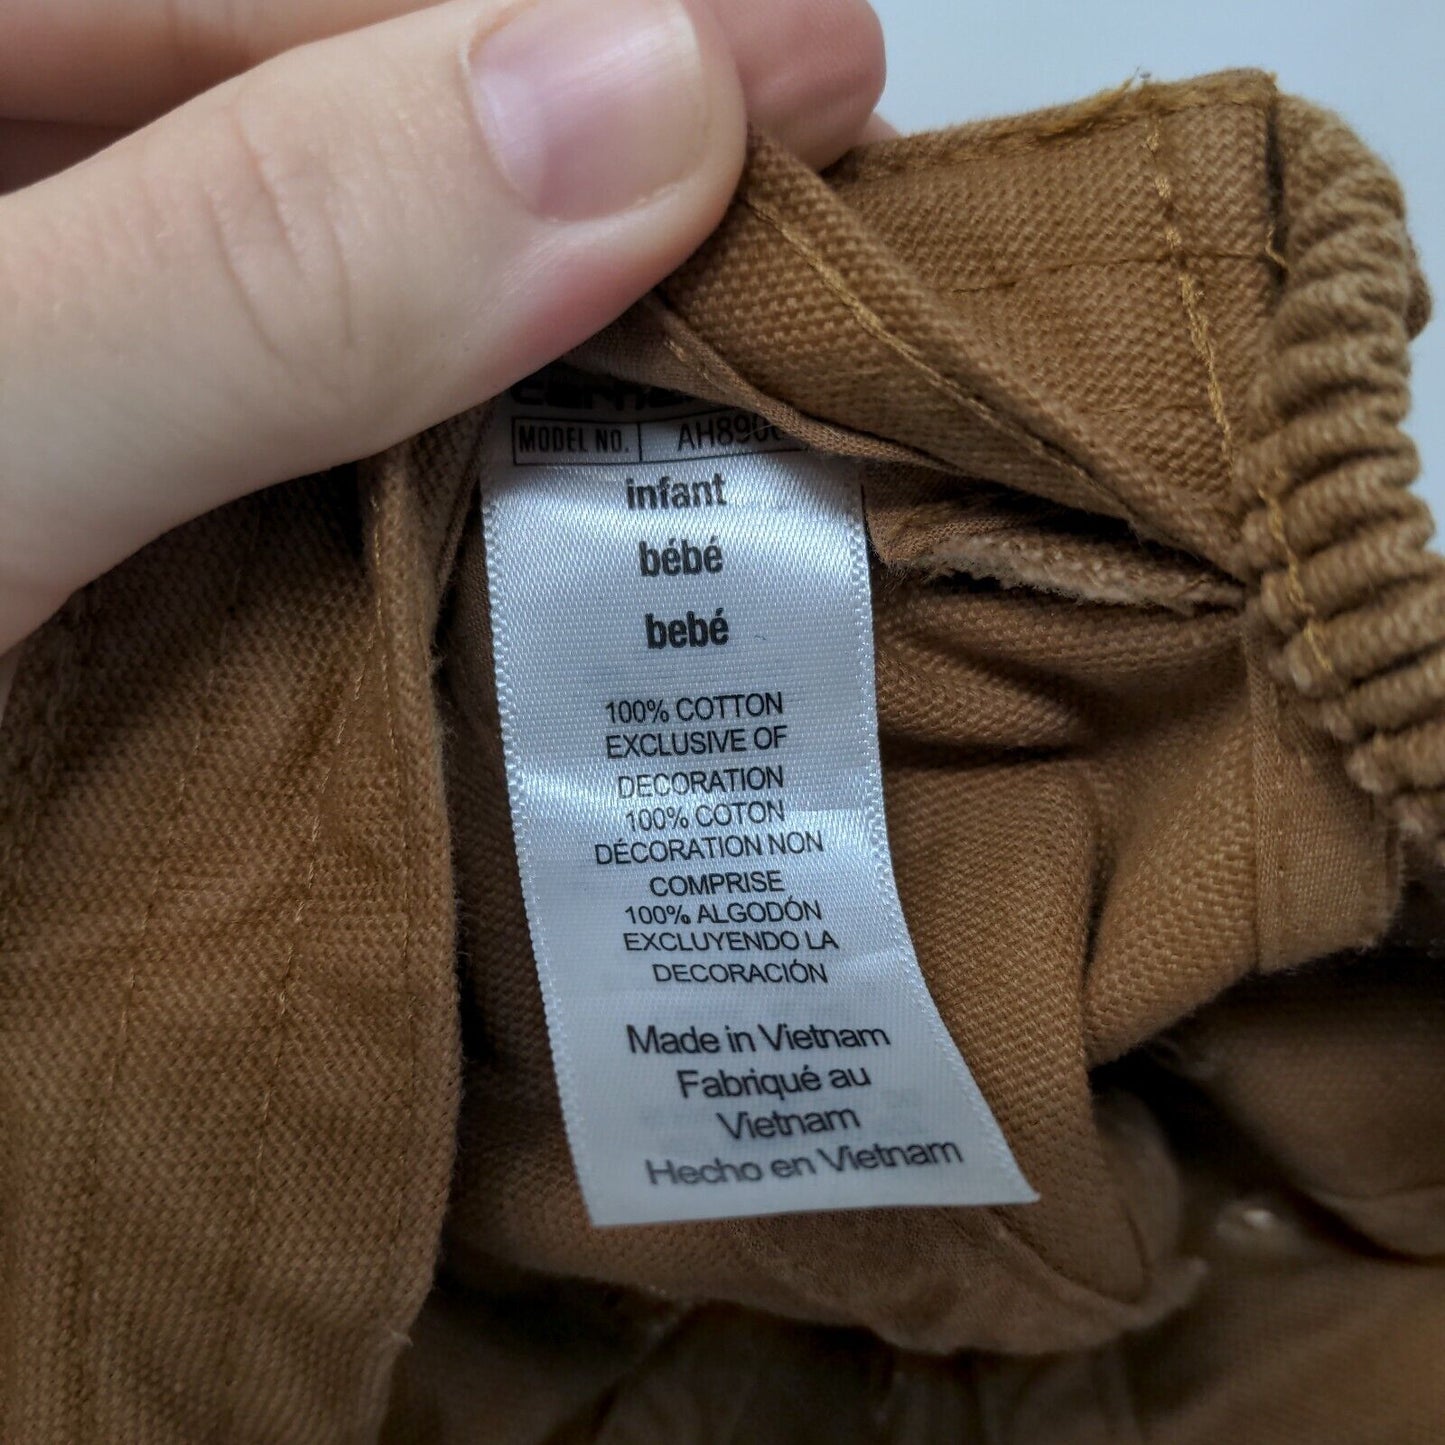 MODEL NO.
infant
bébé
bebé
100% COTTON
EXCLUSIVE OF
DECORATION
100% COTON
DÉCORATION NON
COMPRISE
100% ALGODÓN
EXCLUYENDO LA
DECORACIÓN
Made in Vietnam
Fabriqué au
Vietnam
Hecho en Vietnam